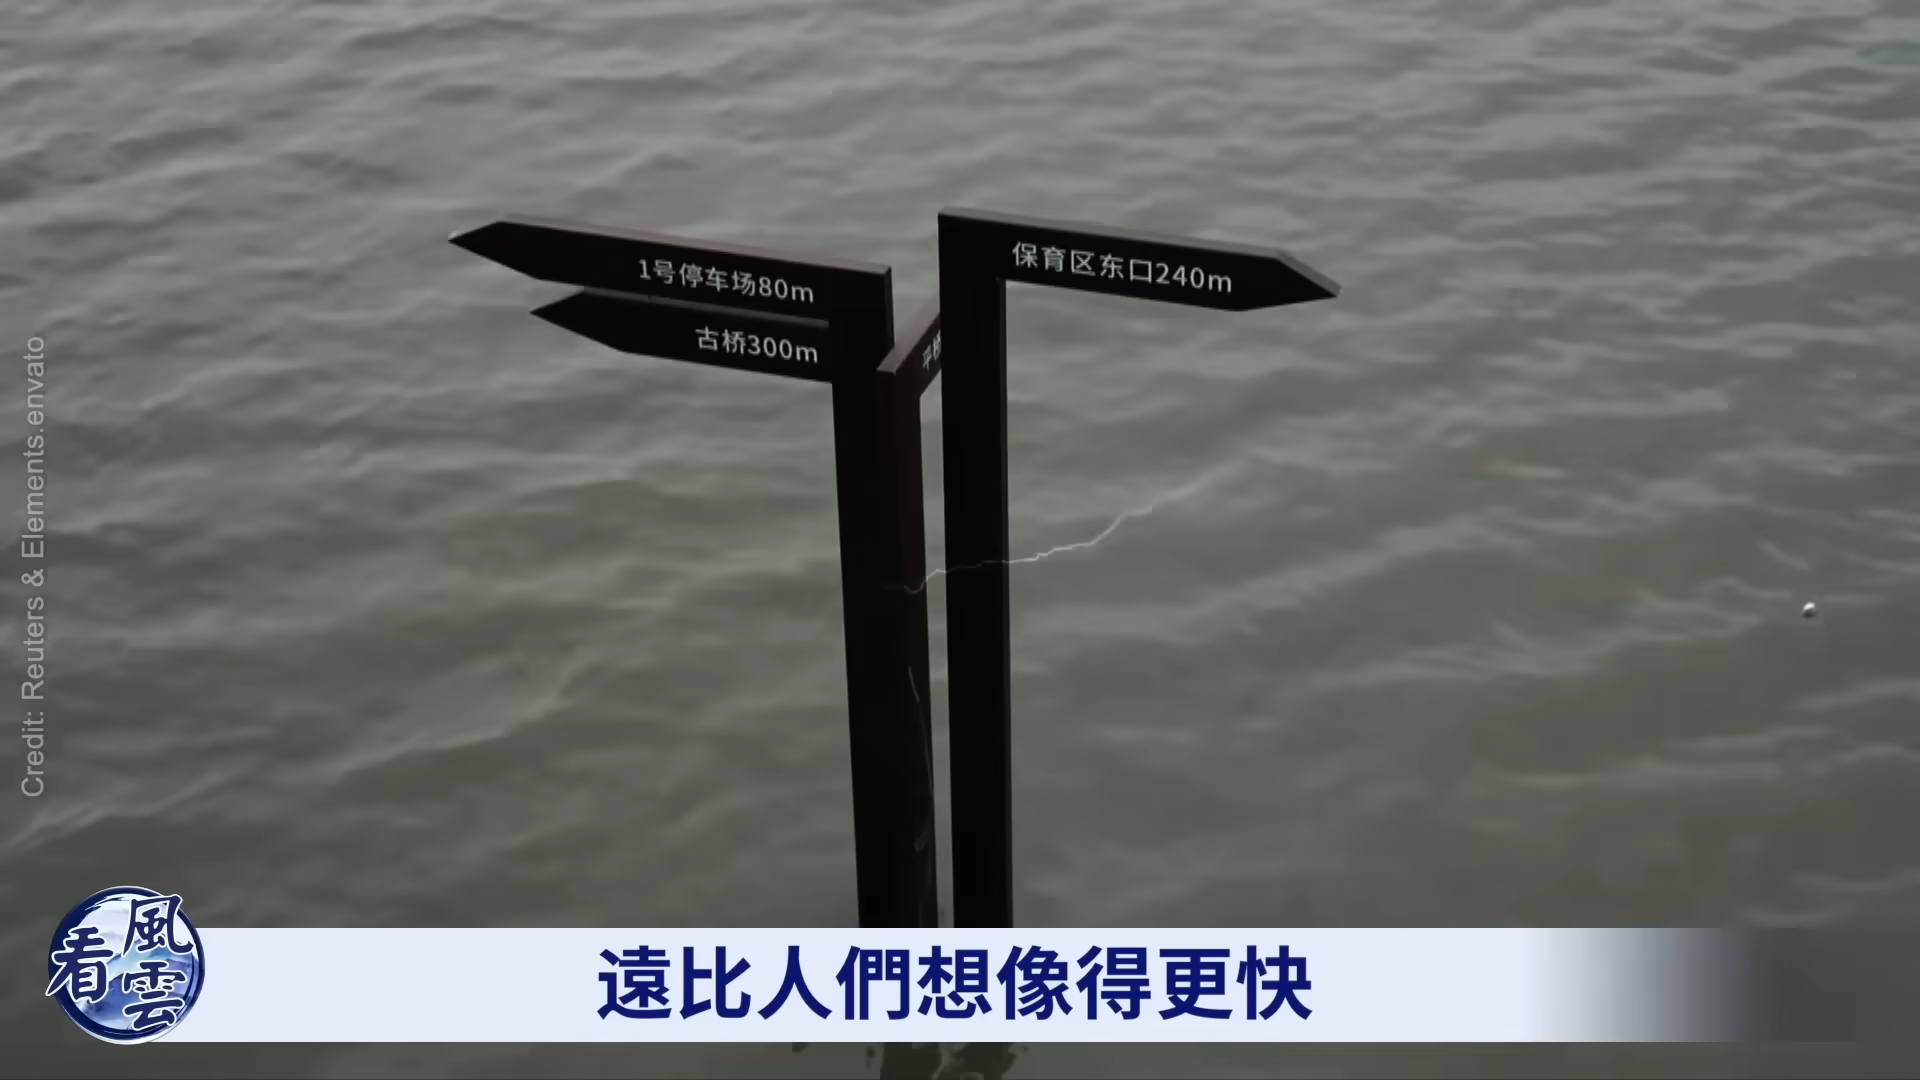 1号停车场80m
古桥300m
平桥
保育区东口240m
Credit: Reuters & Elements.envato
看風雲
遠比人們想像得更快